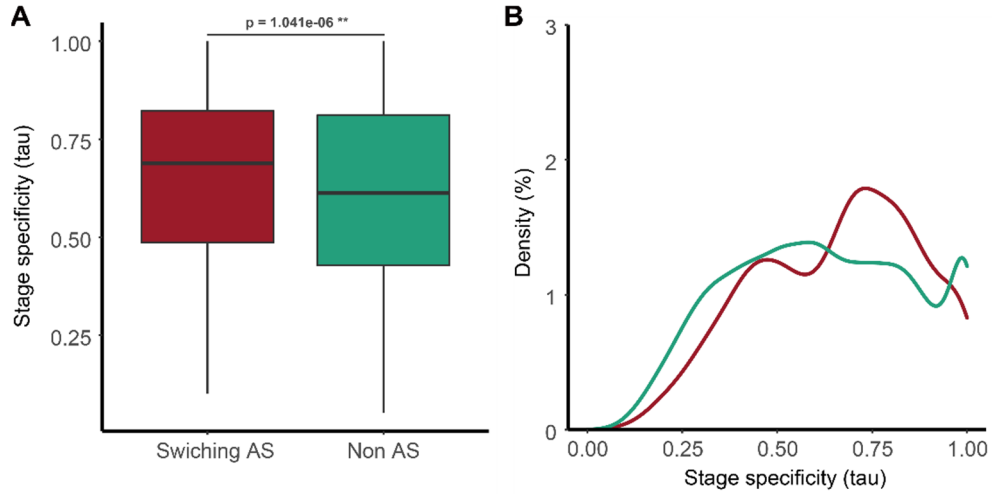 A
p = 1.041e-06 **
Stage specificity (tau)
1.00
0.75
0.50
0.25
Swiching AS
Non AS
B
Density (%)
3
2
1
0
0.00
0.25
0.50
0.75
1.00
Stage specificity (tau)